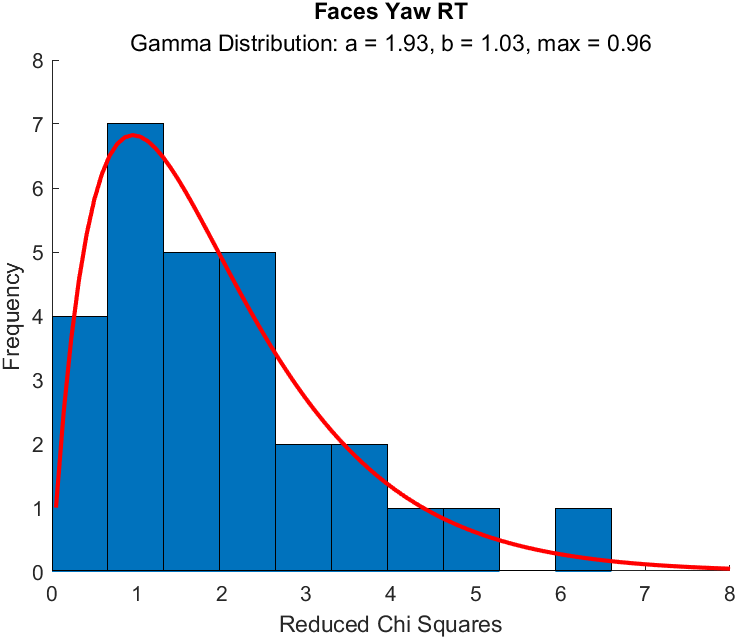 Faces Yaw RT
Gamma Distribution: a = 1.93, b = 1.03, max = 0.96
8
7
6
5
4
3
2
1
0
Frequency
0 1 2 3 4 5 6 7 8
Reduced Chi Squares